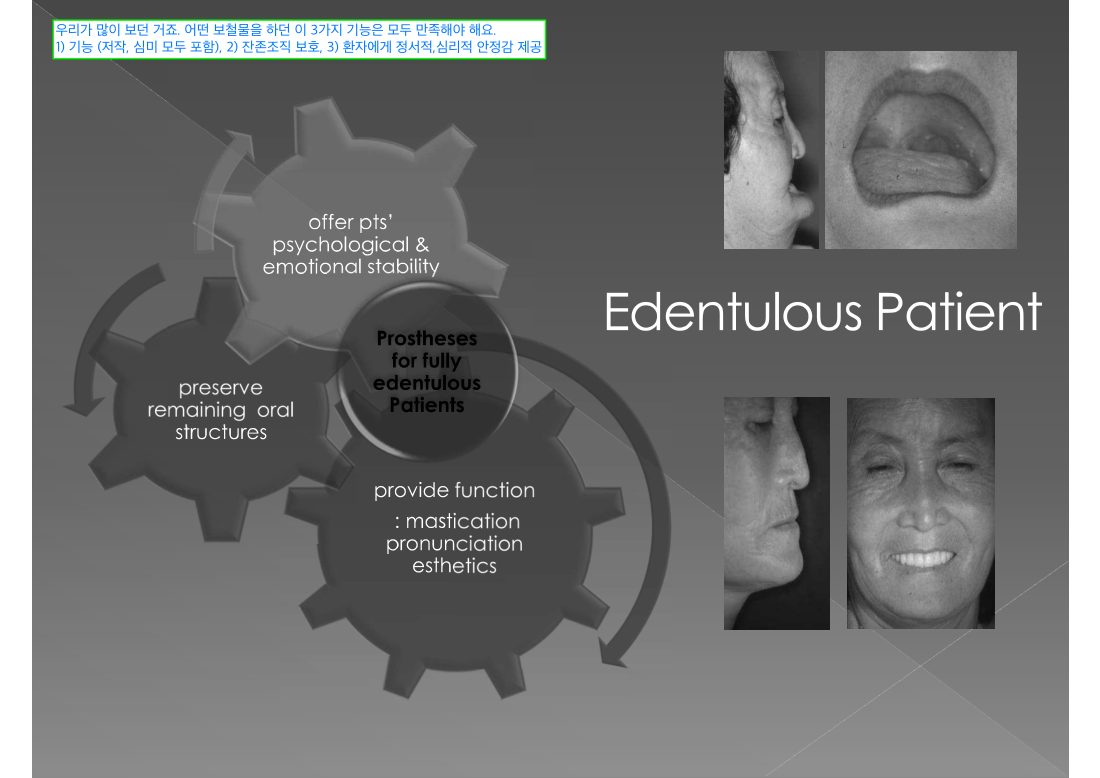 우리가 많이 보던 거죠. 어떤 보철물을 하던 이 3가지 기능은 모두 만족해야 해요.
1) 기능 (저작, 심미 모두 포함), 2) 잔존조직 보호, 3) 환자에게 정서적,심리적 안정감 제공
offer pts’
psychological &
emotional stability
Prostheses
for fully
edentulous
Patients
preserve
remaining oral
structures
provide function
: mastication
pronunciation
esthetics
Edentulous Patient